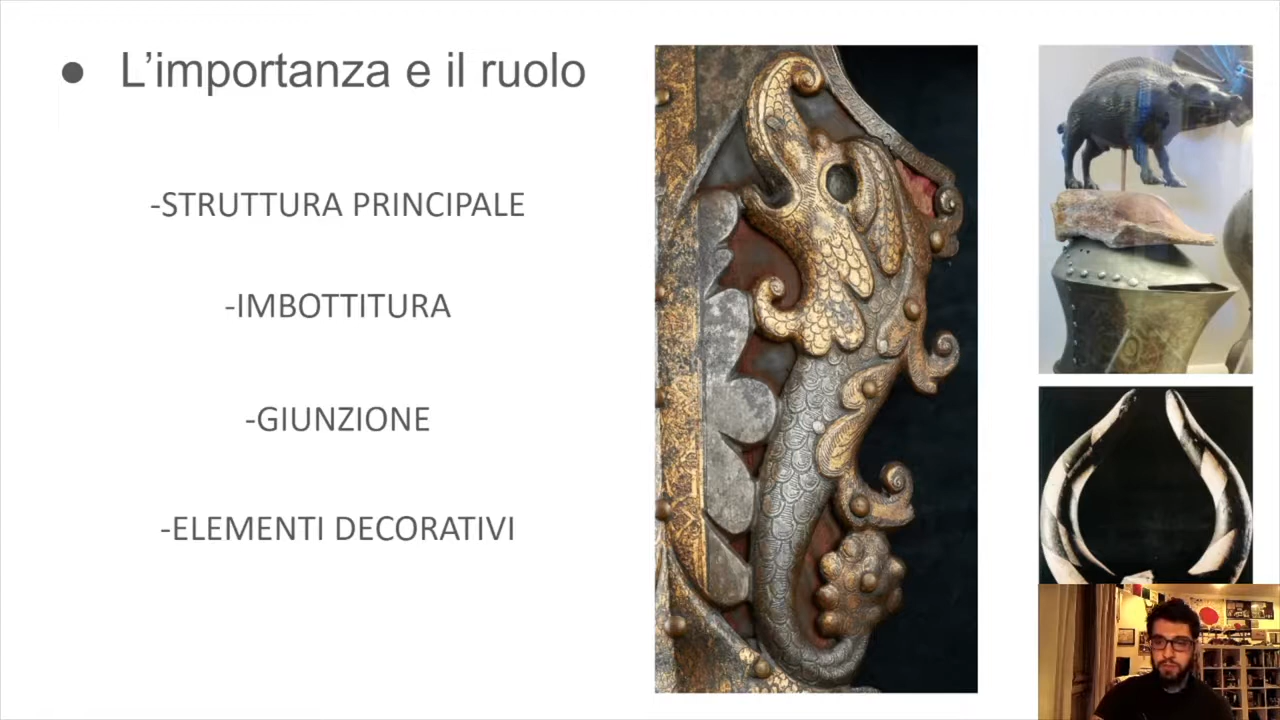 ● L’importanza e il ruolo
-STRUTTURA PRINCIPALE
-IMBOTTITURA
-GIUNZIONE
-ELEMENTI DECORATIVI